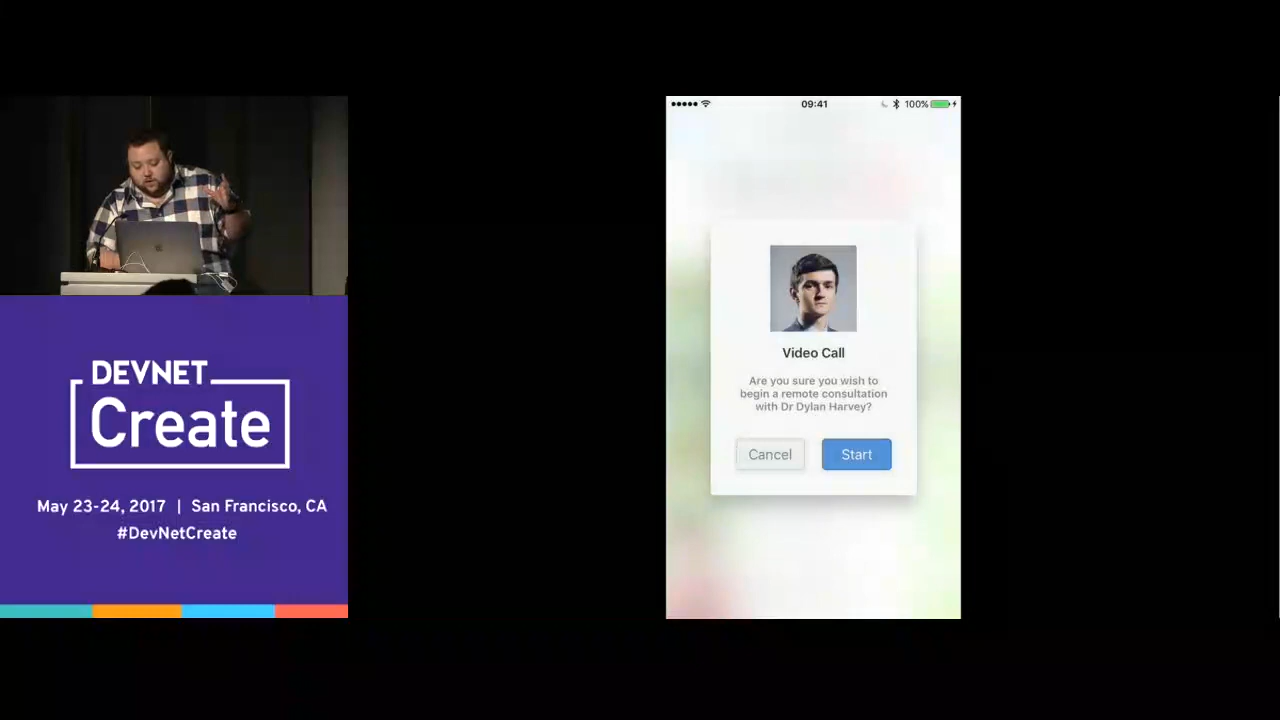 DEVNET
Create
May 23-24, 2017 | San Francisco, CA
#DevNetCreate
09:41
100%
Video Call
Are you sure you wish to
begin a remote consultation
with Dr Dylan Harvey?
Cancel
Start